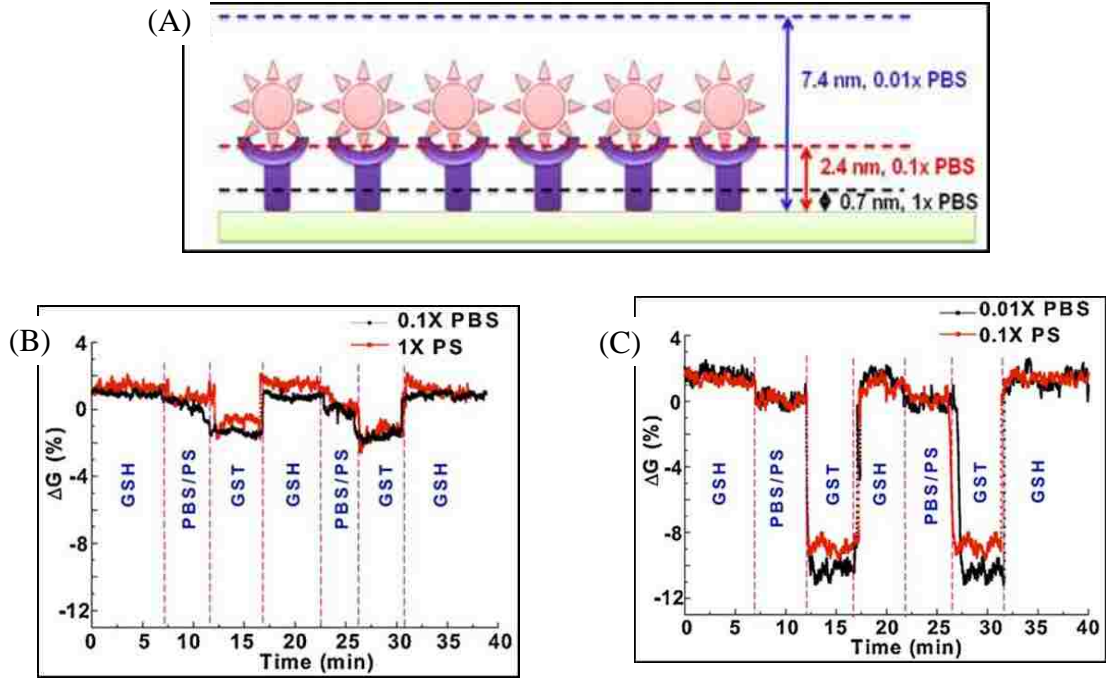 (A)
7.4 nm, 0.01x PBS
2.4 nm, 0.1x PBS
0.7 nm, 1x PBS
(B)
0.1X PBS
1X PS
4
0
-4
-8
-12
ΔG (%)
GSH
PBS/PS
GST
GSH
PBS/PS
GST
GSH
0 5 10 15 20 25 30 35 40
Time (min)
(C)
0.01X PBS
0.1X PS
4
0
-4
-8
-12
ΔG (%)
GSH
PBS/PS
GST
GSH
PBS/PS
GST
GSH
0 5 10 15 20 25 30 35 40
Time (min)